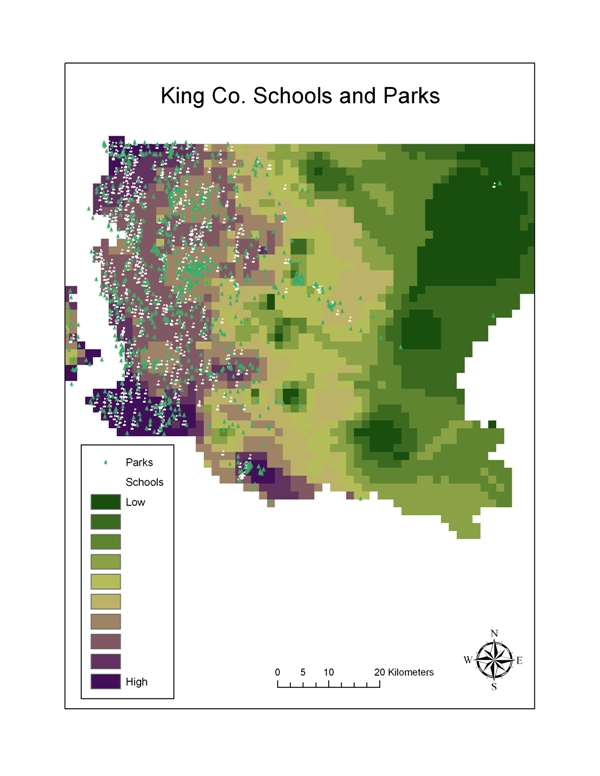 King Co. Schools and Parks
Parks
Schools
Low
High
0 5 10 20 Kilometers
N
W E
S